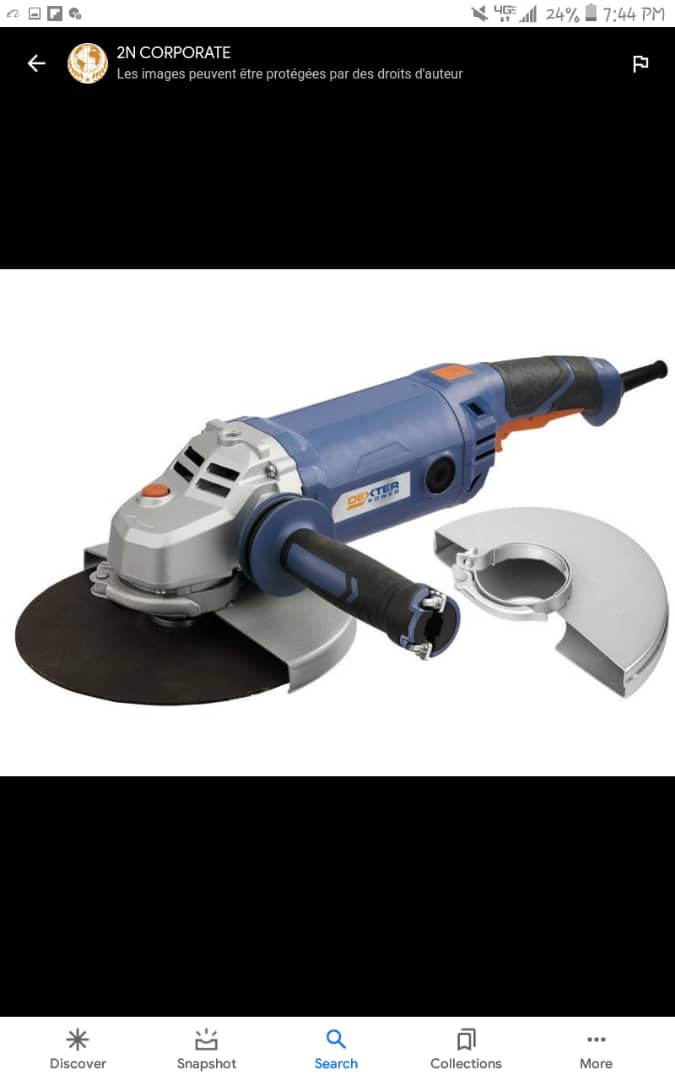 4GE 24% 7:44 PM
2N CORPORATE
Les images peuvent être protégées par des droits d'auteur
DEXTER
POWER
Discover Snapshot Search Collections More